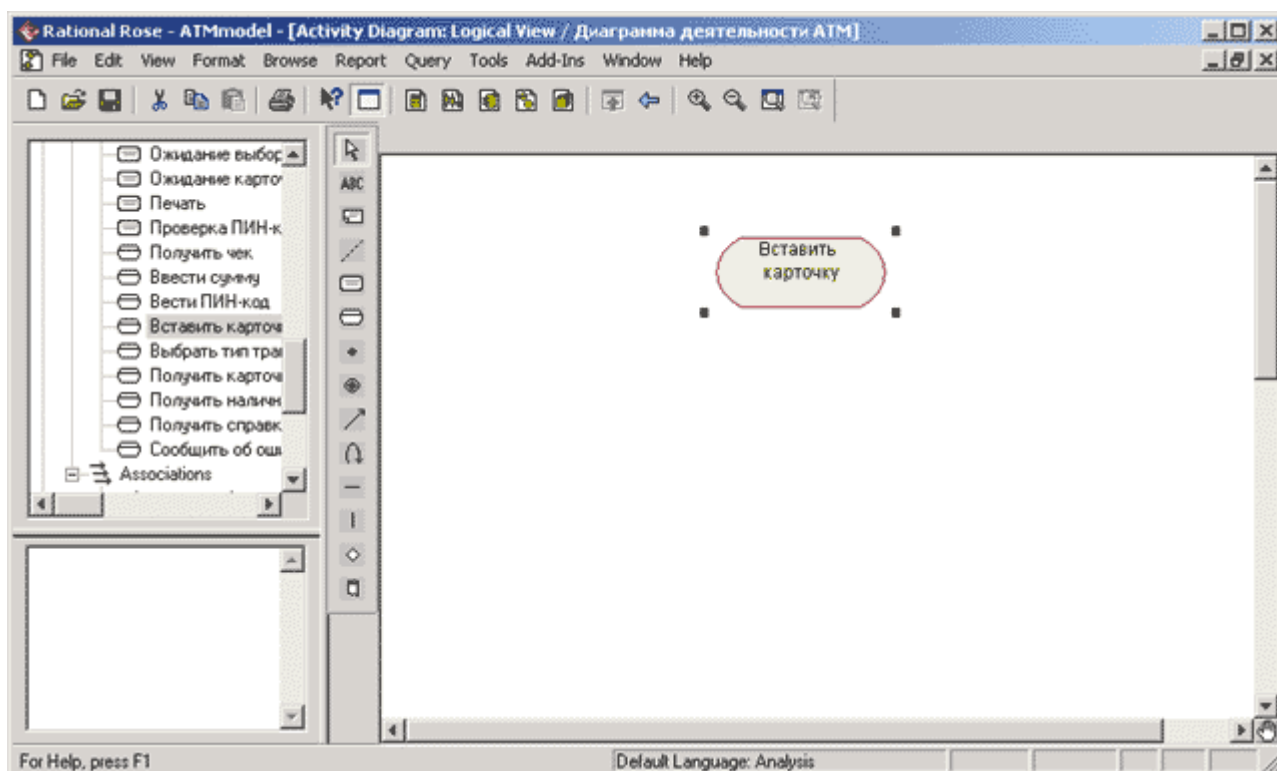 Rational Rose - ATMmodel - [Activity Diagram: Logical View / Диаграмма деятельности ATM]
File Edit View Format Browse Report Query Tools Add-Ins Window Help
Ожидание выбор
Ожидание карто
ABC
Печать
Проверка ПИН-к
Получить чек
Ввести сумму
Вести ПИН-код
Вставить карточ
Выбрать тип тра
Получить карточ
Получить наличн
Получить справк
Сообщить об ош
Associations
Вставить
карточку
For Help, press F1
Default Language: Analysis